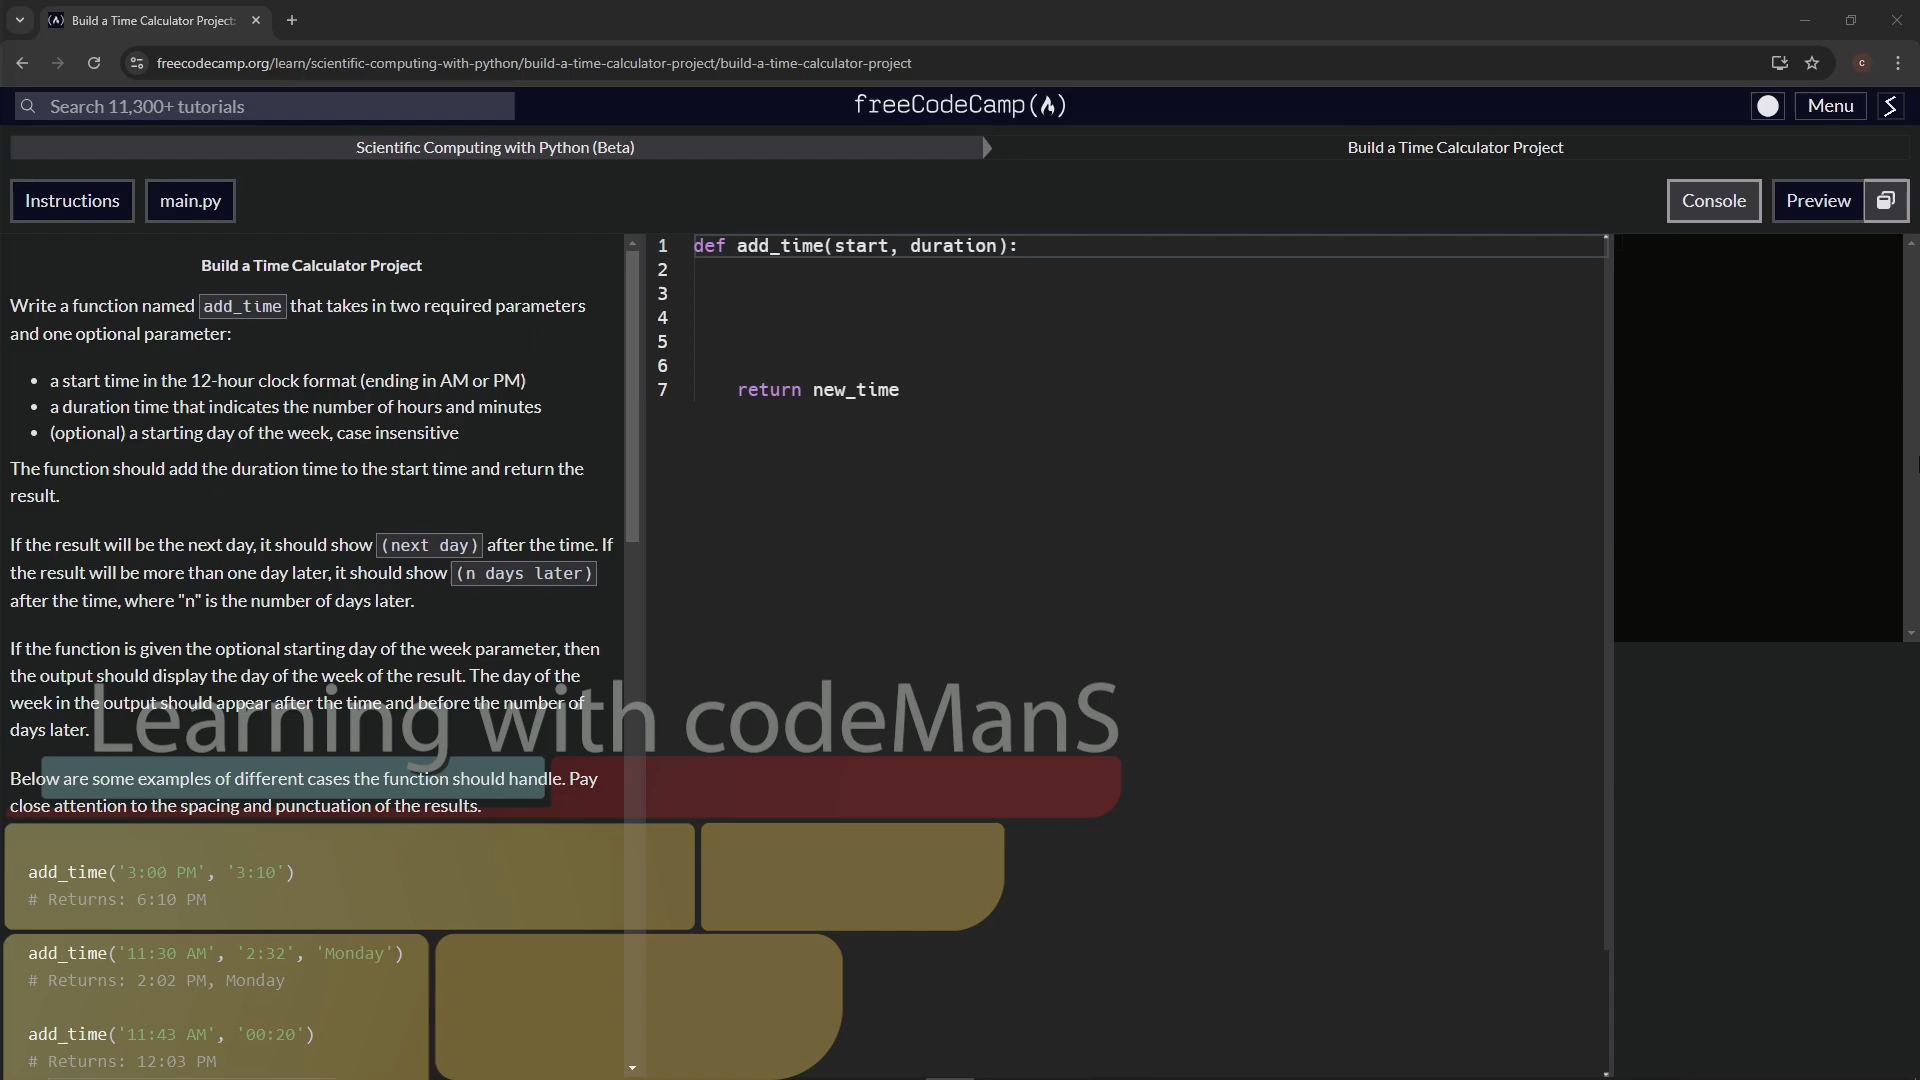 Build a Time Calculator Project:
freecodecamp.org/learn/scientific-computing-with-python/build-a-time-calculator-project/build-a-time-calculator-project
c
Search 11,300+ tutorials
freeCodeCamp(🔥)
Menu
Scientific Computing with Python (Beta)
Build a Time Calculator Project
Instructions
main.py
Console
Preview
Build a Time Calculator Project
Write a function named add_time that takes in two required parameters
and one optional parameter:
• a start time in the 12-hour clock format (ending in AM or PM)
• a duration time that indicates the number of hours and minutes
• (optional) a starting day of the week, case insensitive
The function should add the duration time to the start time and return the
result.
If the result will be the next day, it should show (next day) after the time. If
the result will be more than one day later, it should show (n days later)
after the time, where "n" is the number of days later.
If the function is given the optional starting day of the week parameter, then
the output should display the day of the week of the result. The day of the
week in the output should appear after the time and before the number of
days later.
Below are some examples of different cases the function should handle. Pay
close attention to the spacing and punctuation of the results.
add_time('3:00 PM', '3:10')
# Returns: 6:10 PM
add_time('11:30 AM', '2:32', 'Monday')
# Returns: 2:02 PM, Monday
add_time('11:43 AM', '00:20')
# Returns: 12:03 PM
1 def add_time(start, duration):
2
3
4
5
6
7 return new_time
Learning with codeManS